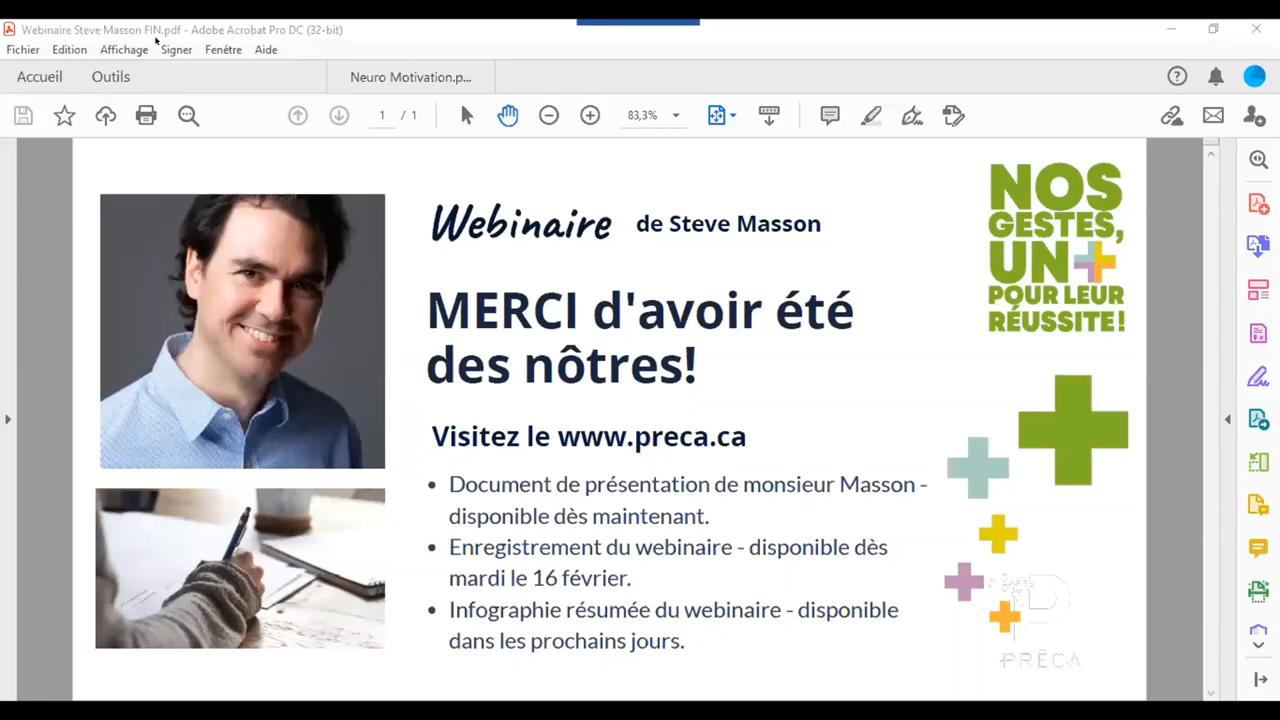 Webinaire Steve Masson FIN.pdf - Adobe Acrobat Pro DC (32-bit)
Fichier Edition Affichage Signer Fenêtre Aide
Accueil Outils Neuro Motivation.p...
1 / 1 83,3%
Webinaire de Steve Masson
MERCI d'avoir été
des nôtres!
Visitez le www.preca.ca
• Document de présentation de monsieur Masson -
disponible dès maintenant.
• Enregistrement du webinaire - disponible dès
mardi le 16 février.
• Infographie résumée du webinaire - disponible
dans les prochains jours.
NOS
GESTES,
UN
POUR LEUR
RÉUSSITE!
PRÉCA